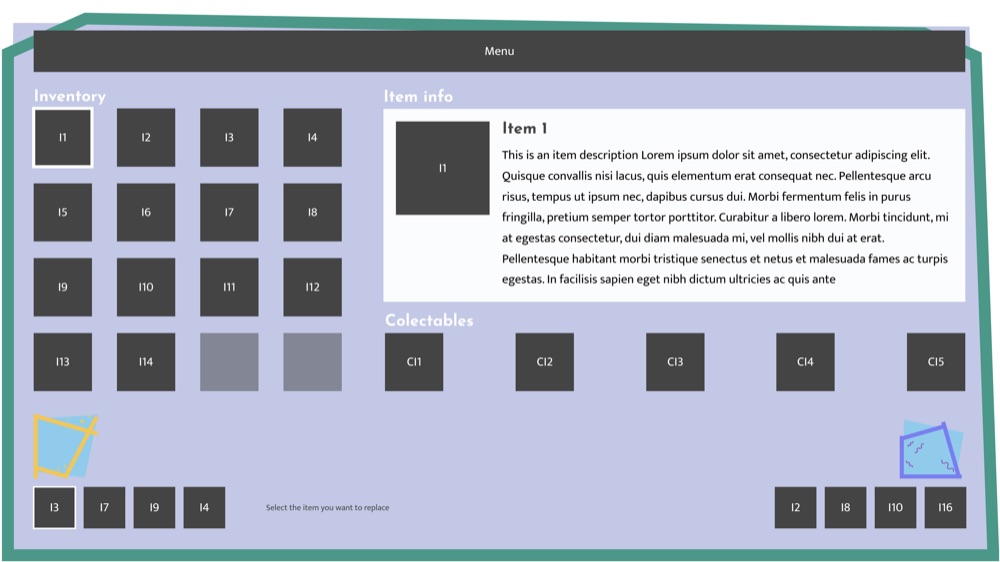 Menu
Inventory
I1 I2 I3 I4
I5 I6 I7 I8
I9 I10 I11 I12
I13 I14
Item info
I1
Item 1
This is an item description Lorem ipsum dolor sit amet, consectetur adipiscing elit.
Quisque convallis nisi lacus, quis elementum erat consequat nec. Pellentesque arcu
risus, tempus ut ipsum nec, dapibus cursus dui. Morbi fermentum felis in purus
fringilla, pretium semper tortor porttitor. Curabitur a libero lorem. Morbi tincidunt, mi
at egestas consectetur, dui diam malesuada mi, vel mollis nibh dui at erat.
Pellentesque habitant morbi tristique senectus et netus et malesuada fames ac turpis
egestas. In facilisis sapien eget nibh dictum ultricies ac quis ante
Colectables
CI1 CI2 CI3 CI4 CI5
I3 I7 I9 I4
Select the item you want to replace
I2 I8 I10 I16